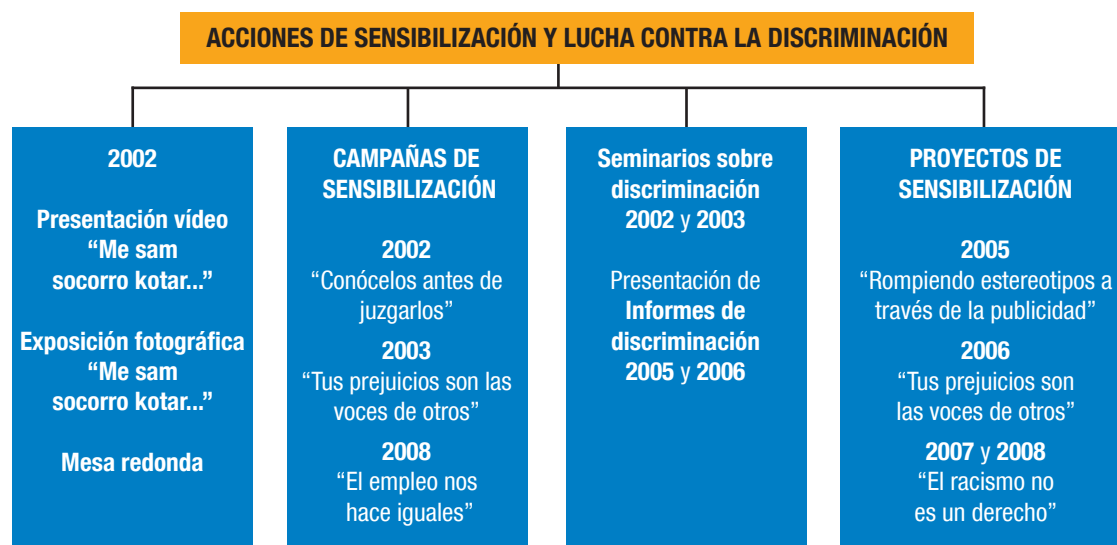 ACCIONES DE SENSIBILIZACIÓN Y LUCHA CONTRA LA DISCRIMINACIÓN
2002
Presentación vídeo
“Me sam
socorro kotar...”
Exposición fotográfica
“Me sam
socorro kotar...”
Mesa redonda
CAMPAÑAS DE
SENSIBILIZACIÓN
2002
“Conócelos antes de
juzgarlos”
2003
“Tus prejuicios son las
voces de otros”
2008
“El empleo nos
hace iguales”
Seminarios sobre
discriminación
2002 y 2003
Presentación de
Informes de
discriminación
2005 y 2006
PROYECTOS DE
SENSIBILIZACIÓN
2005
“Rompiendo estereotipos a
través de la publicidad”
2006
“Tus prejuicios son
las voces de otros”
2007 y 2008
“El racismo no
es un derecho”